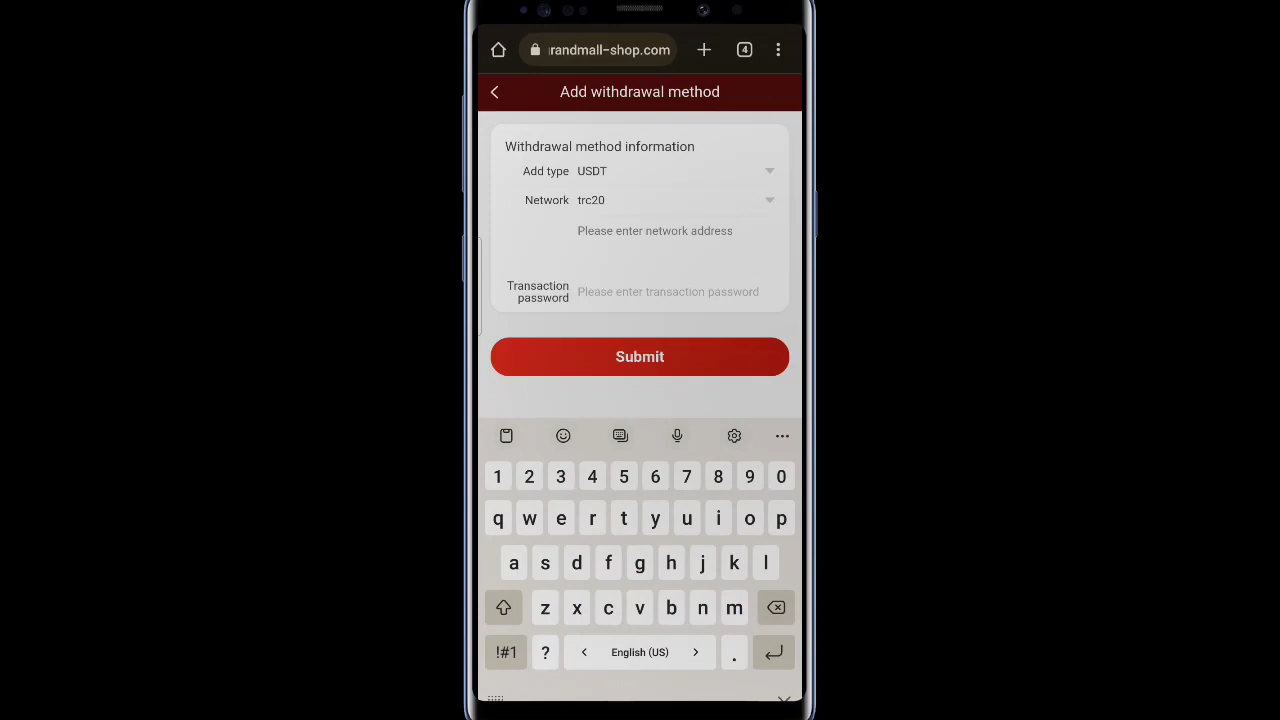 randmall-shop.com
4
Add withdrawal method
Withdrawal method information
Add type USDT
Network trc20
Please enter network address
Transaction password Please enter transaction password
Submit
1 2 3 4 5 6 7 8 9 0
q w e r t y u i o p
a s d f g h j k l
z x c v b n m
!#1 ? < English (US) > .